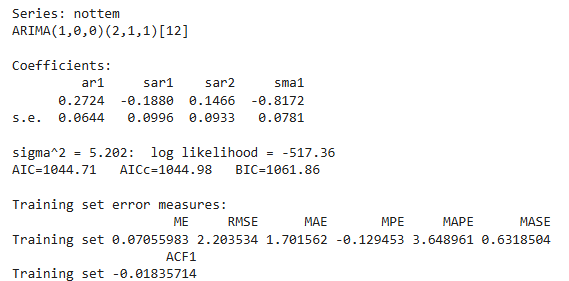 Series: nottem
ARIMA(1,0,0)(2,1,1)[12]
Coefficients:
ar1 sar1 sar2 sma1
0.2724 -0.1880 0.1466 -0.8172
s.e. 0.0644 0.0996 0.0933 0.0781
sigma^2 = 5.202: log likelihood = -517.36
AIC=1044.71 AICc=1044.98 BIC=1061.86
Training set error measures:
ME RMSE MAE MPE MAPE MASE
Training set 0.07055983 2.203534 1.701562 -0.129453 3.648961 0.6318504
ACF1
Training set -0.01835714